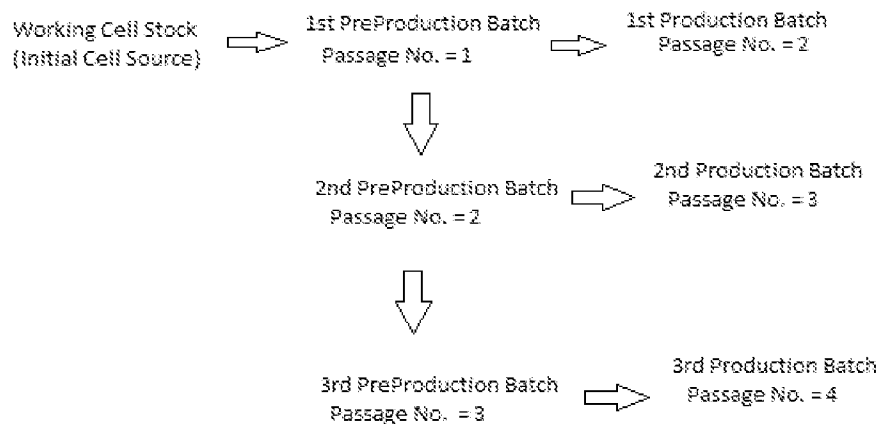 Working Cell Stock
(Initial Cell Source)
1st PreProduction Batch
Passage No. = 1
1st Production Batch
Passage No. = 2
2nd PreProduction Batch
Passage No. = 2
2nd Production Batch
Passage No. = 3
3rd PreProduction Batch
Passage No. = 3
3rd Production Batch
Passage No. = 4